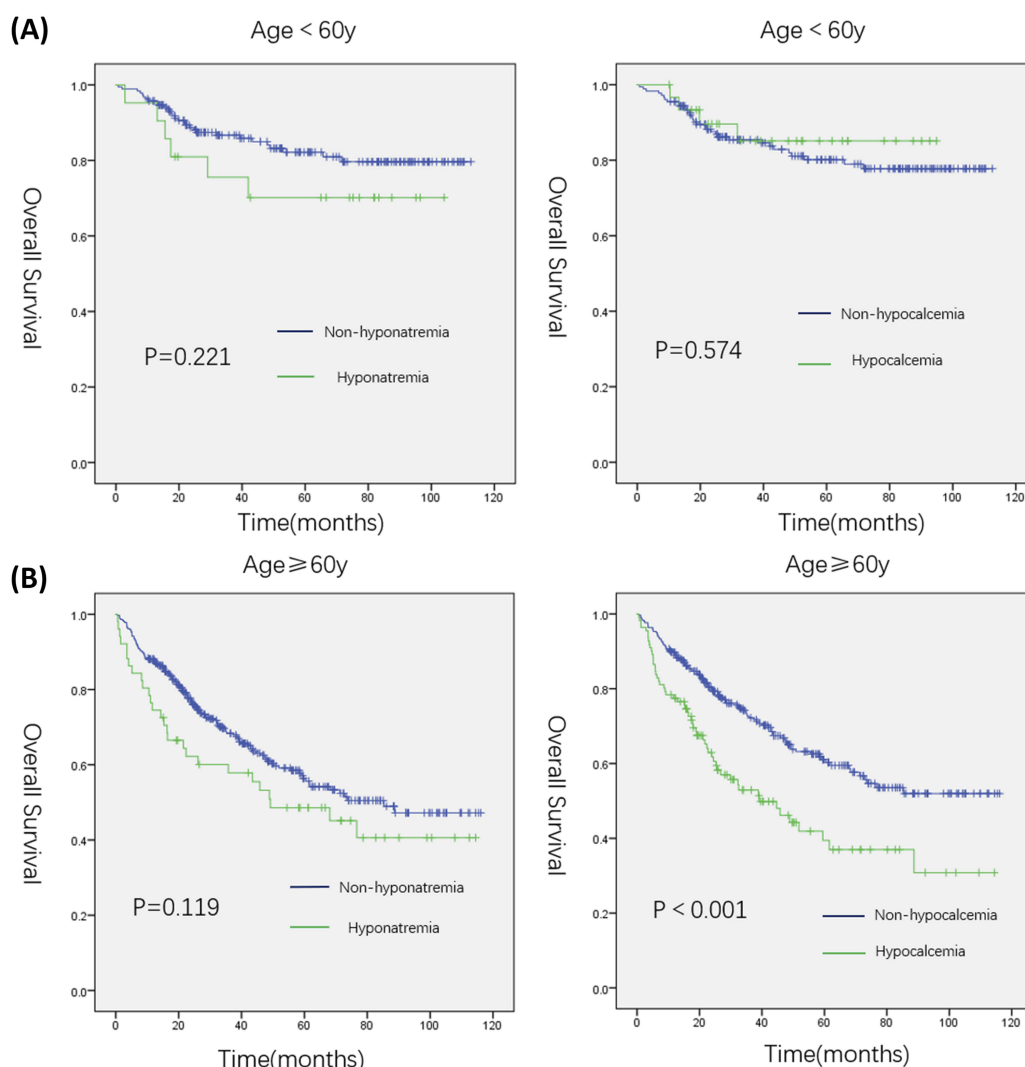 (A)
Age < 60y
Age < 60y
1.0
0.8
0.6
0.4
0.2
0.0
Overall Survival
Non-hyponatremia
P=0.221
Hyponatremia
0 20 40 60 80 100 120
Time(months)
1.0
0.8
0.6
0.4
0.2
0.0
Overall Survival
Non-hypocalcemia
P=0.574
Hypocalcemia
0 20 40 60 80 100 120
Time(months)
(B)
Age≥60y
Age≥60y
1.0
0.8
0.6
0.4
0.2
0.0
Overall Survival
Non-hyponatremia
P=0.119
Hyponatremia
0 20 40 60 80 100 120
Time(months)
1.0
0.8
0.6
0.4
0.2
0.0
Overall Survival
P < 0.001
Non-hypocalcemia
Hypocalcemia
0 20 40 60 80 100 120
Time(months)